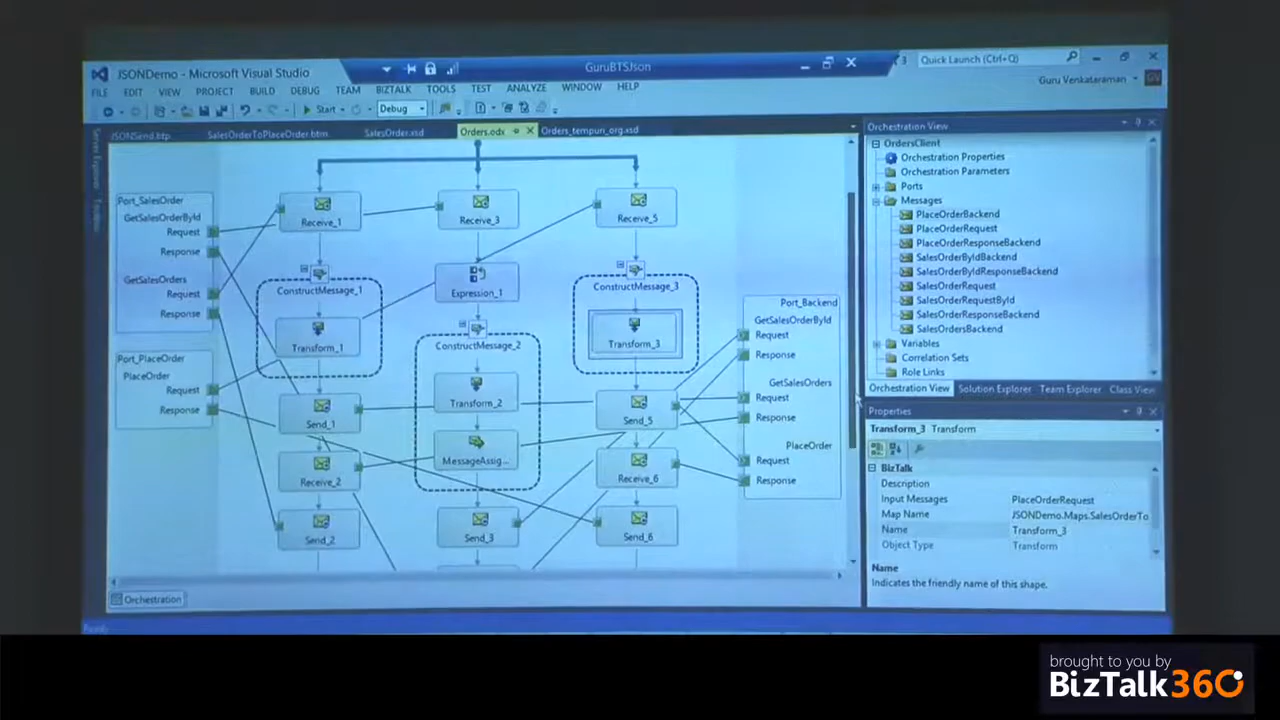 JSONDemo - Microsoft Visual Studio
GuruBTSJson
Quick Launch (Ctrl+Q)
FILE EDIT VIEW PROJECT BUILD DEBUG TEAM BIZTALK TOOLS TEST ANALYZE WINDOW HELP
Guru Venkataraman
GV
Start
Debug
JSONSend.btp
SalesOrderToPlaceOrder.btm
SalesOrder.xsd
Orders.odx
Orders_tempuri_org.xsd
Server Explorer
Port_SalesOrder
GetSalesOrderById
Request
Response
GetSalesOrders
Request
Response
Port_PlaceOrder
PlaceOrder
Request
Response
Receive_1
ConstructMessage_1
Transform_1
Send_1
Receive_2
Send_2
Receive_3
Expression_1
ConstructMessage_2
Transform_2
MessageAssig...
Send_3
Receive_5
ConstructMessage_3
Transform_3
Send_5
Receive_6
Send_6
Port_Backend
GetSalesOrderById
Request
Response
GetSalesOrders
Request
Response
PlaceOrder
Request
Response
Orchestration
Orchestration View
OrdersClient
Orchestration Properties
Orchestration Parameters
Ports
Messages
PlaceOrderBackend
PlaceOrderRequest
PlaceOrderResponseBackend
SalesOrderByIdBackend
SalesOrderByIdResponseBackend
SalesOrderRequest
SalesOrderRequestById
SalesOrderResponseBackend
SalesOrdersBackend
Variables
Correlation Sets
Role Links
Orchestration View Solution Explorer Team Explorer Class View
Properties
Transform_3 Transform
BizTalk
Description
Input Messages PlaceOrderRequest
Map Name JSONDemo.Maps.SalesOrderTo
Name Transform_3
Object Type Transform
Name
Indicates the friendly name of this shape.
Ready
brought to you by
BizTalk360